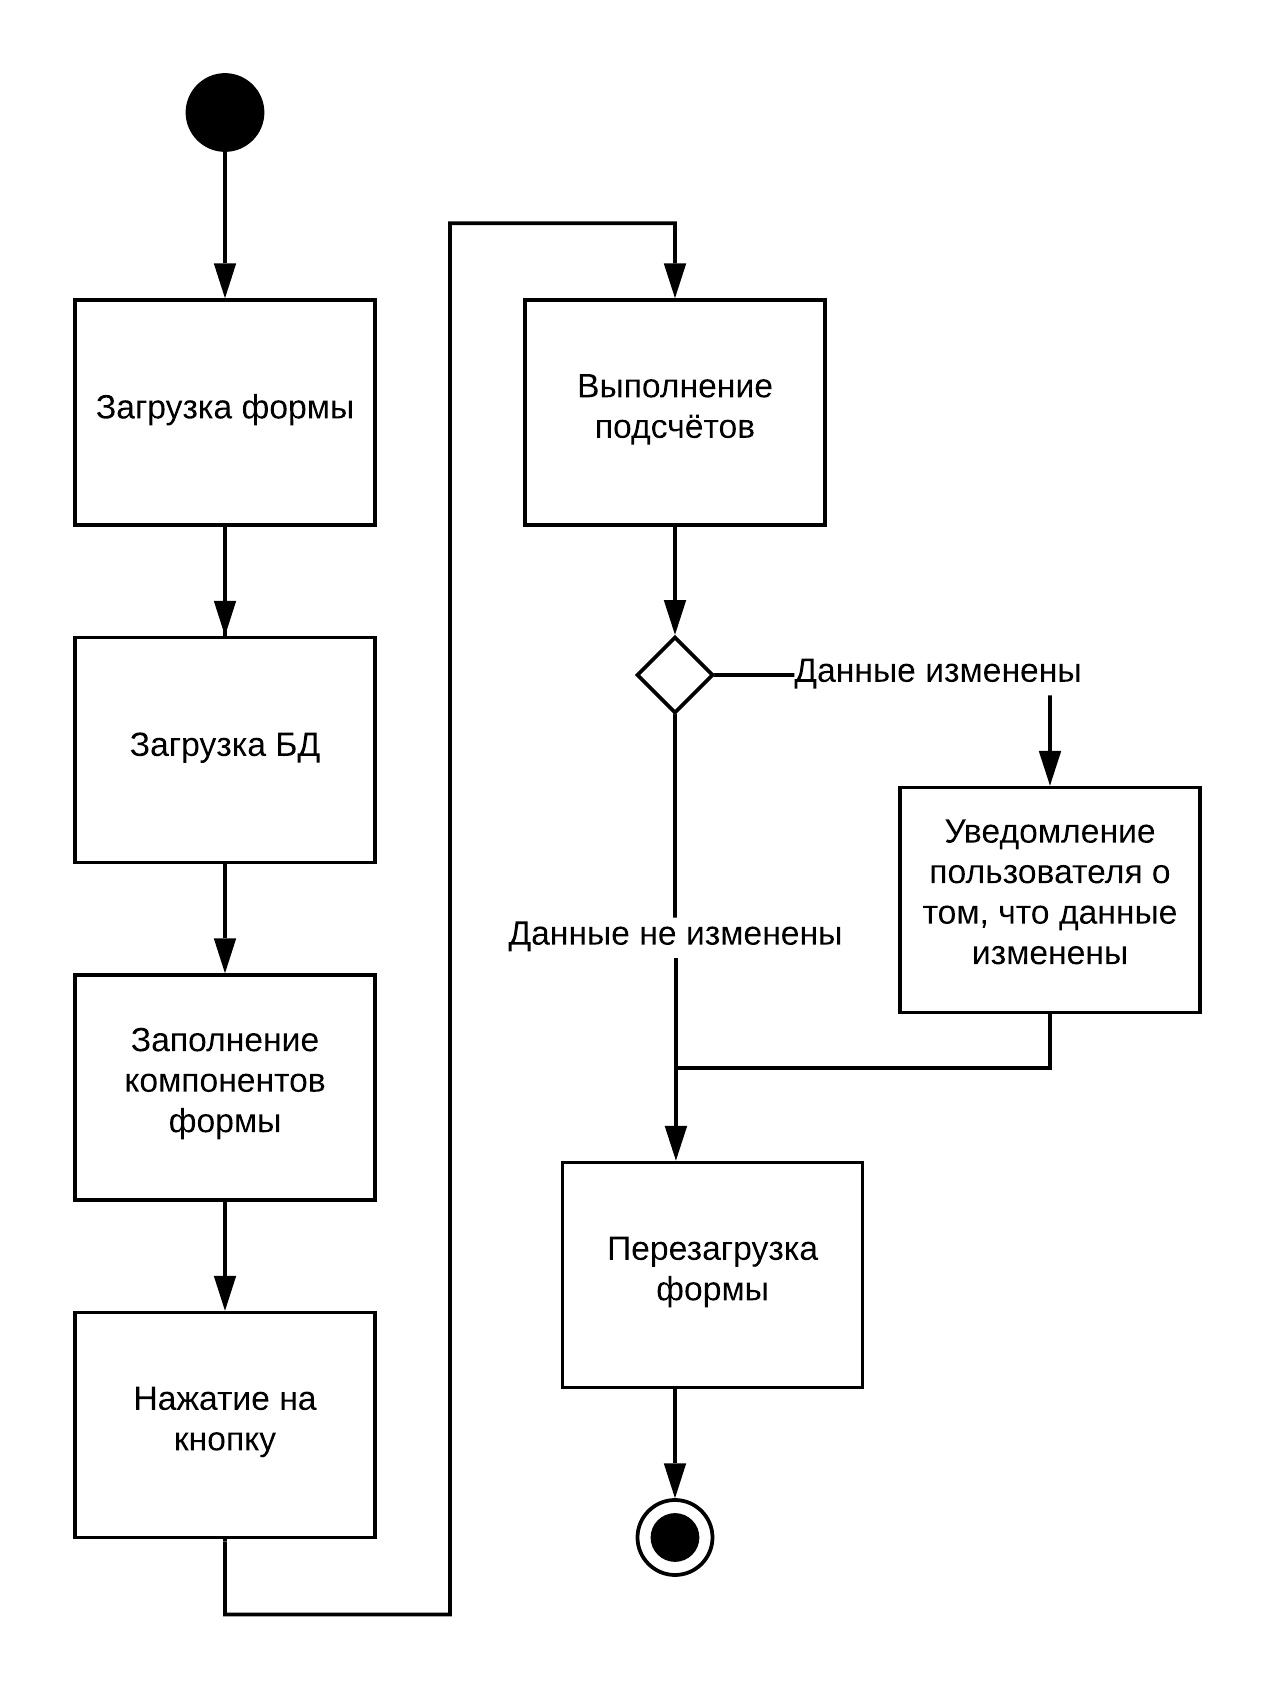 Загрузка формы
Загрузка БД
Заполнение
компонентов
формы
Нажатие на
кнопку
Выполнение
подсчётов
Данные изменены
Уведомление
пользователя о
том, что данные
изменены
Данные не изменены
Перезагрузка
формы